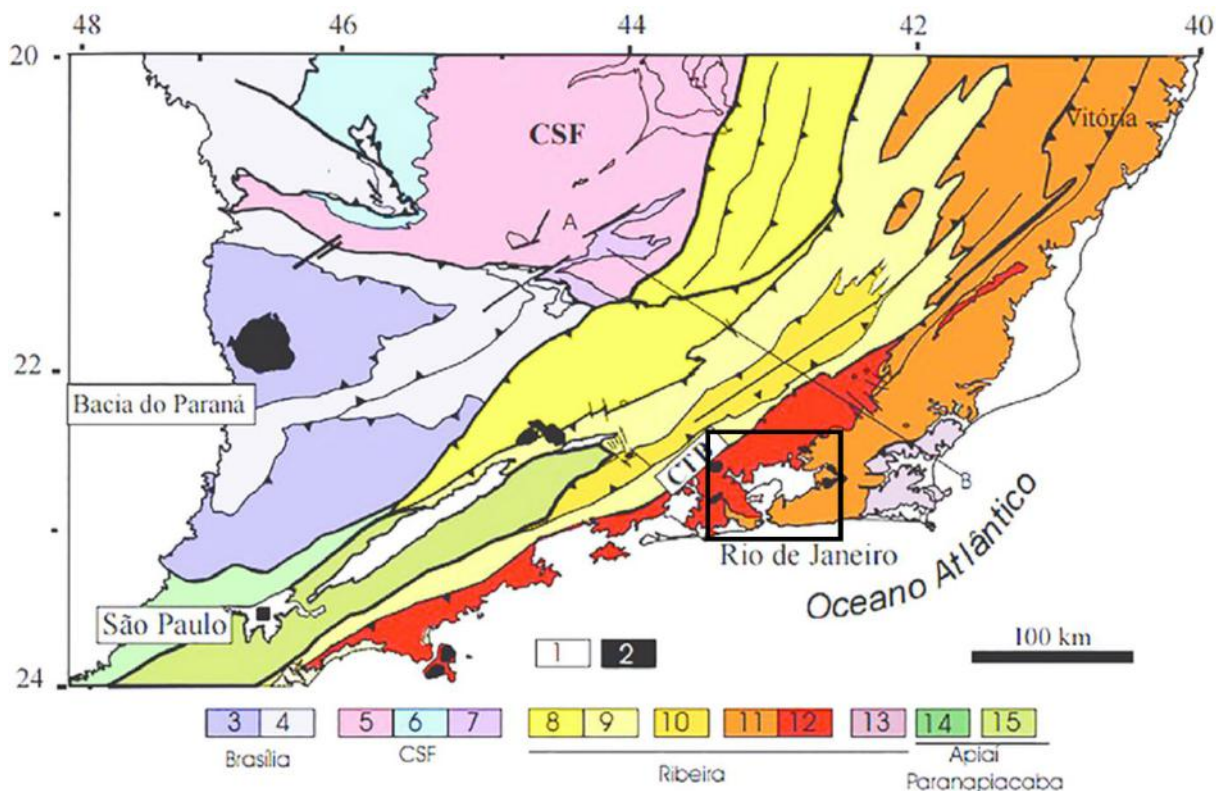 48 46 44 42 40
20
Vitória
CSF
A
22
Bacia do Paraná
CTB
B
Rio de Janeiro
Oceano Atlântico
São Paulo
1 2
100 km
24
3 4 5 6 7 8 9 10 11 12 13 14 15
Brasília CSF Ribeira Apiaí
Paranapiacaba